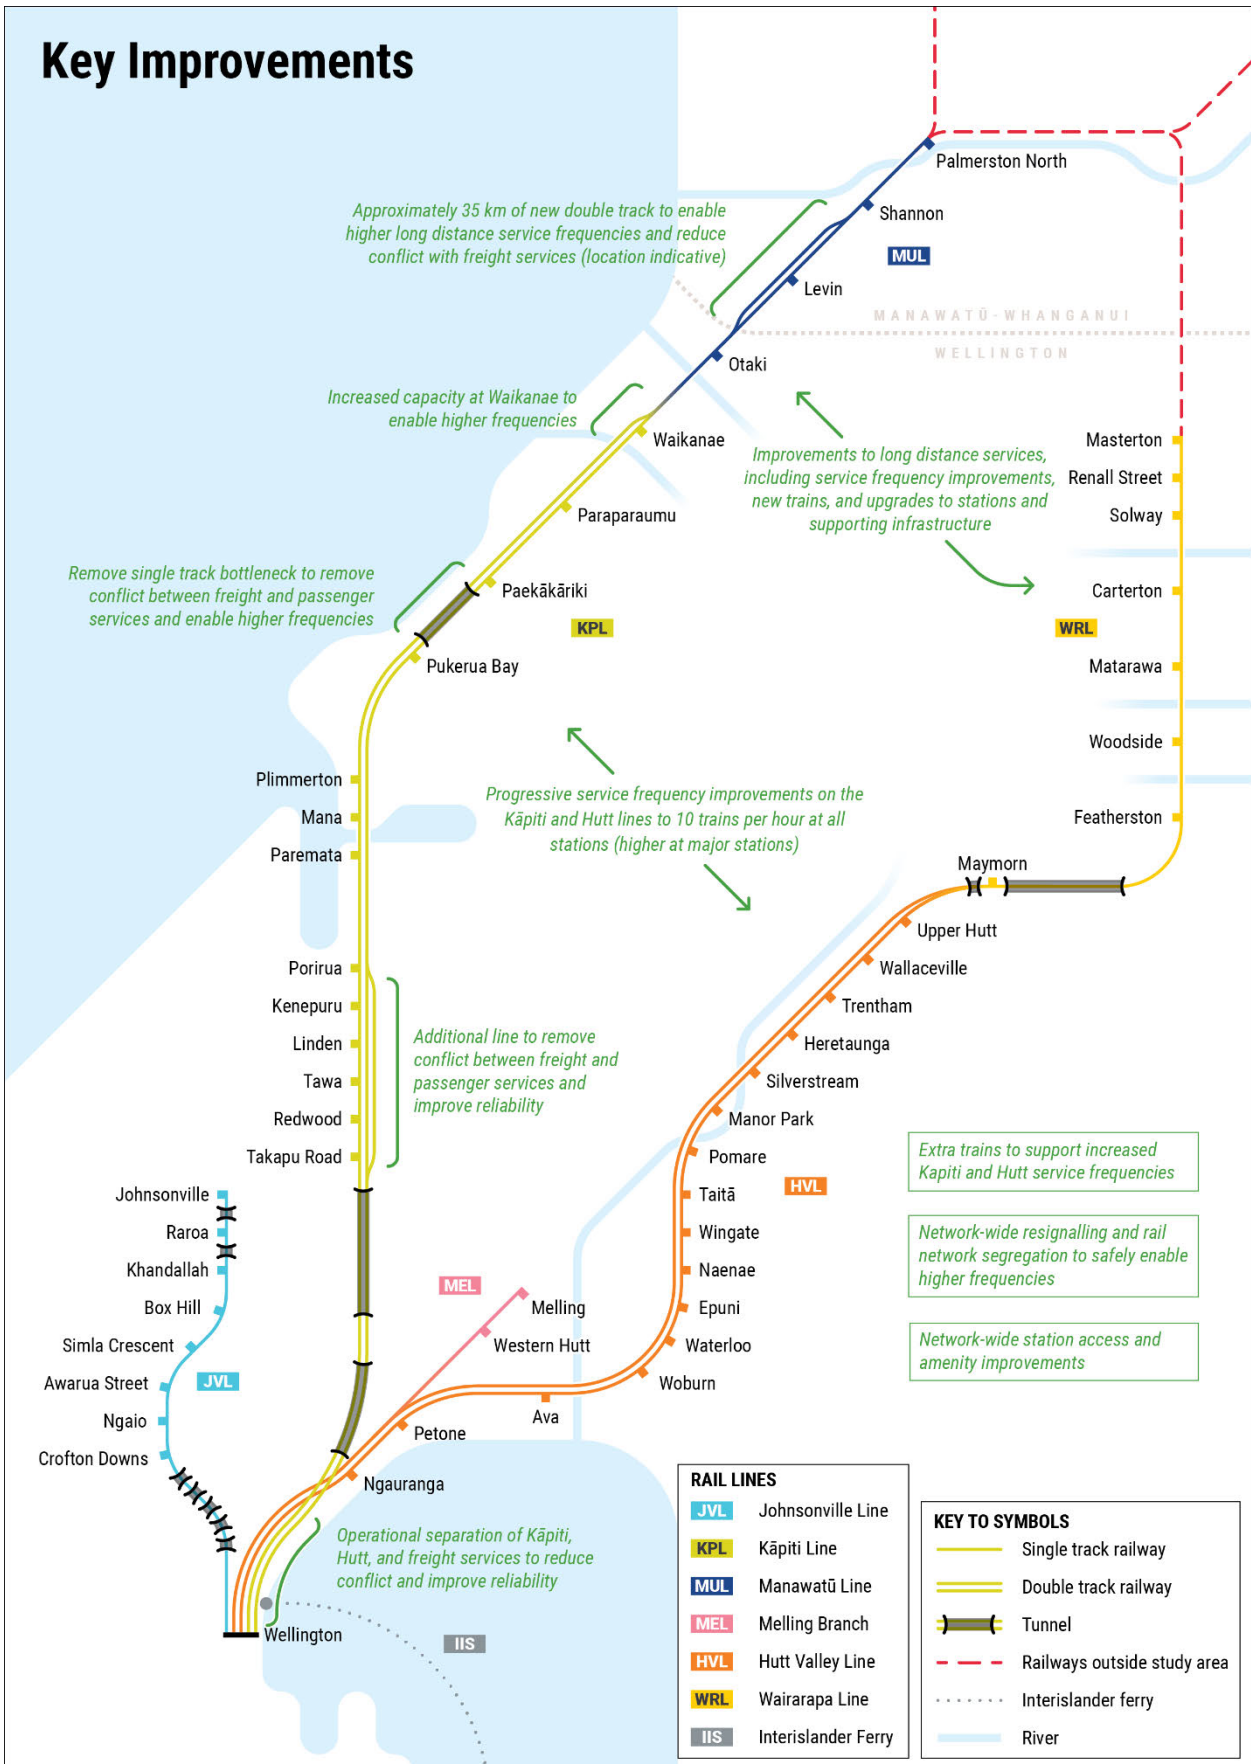 Key Improvements
Palmerston North
Approximately 35 km of new double track to enable
higher long distance service frequencies and reduce
conflict with freight services (location indicative)
Shannon
MUL
Levin
MANAWATŪ-WHANGANUI
WELLINGTON
Otaki
Increased capacity at Waikanae to
enable higher frequencies
Waikanae
Improvements to long distance services,
including service frequency improvements,
new trains, and upgrades to stations and
supporting infrastructure
Masterton
Renall Street
Solway
Paraparaumu
Remove single track bottleneck to remove
conflict between freight and passenger
services and enable higher frequencies
Paekākāriki
KPL
Carterton
WRL
Pukerua Bay
Matarawa
Woodside
Plimmerton
Mana
Paremata
Progressive service frequency improvements on the
Kāpiti and Hutt lines to 10 trains per hour at all
stations (higher at major stations)
Featherston
Maymorn
Upper Hutt
Wallaceville
Trentham
Heretaunga
Silverstream
Manor Park
Pomare
HVL
Taitā
Wingate
Naenae
Epuni
Waterloo
Woburn
Ava
Petone
Ngauranga
Porirua
Kenepuru
Linden
Tawa
Redwood
Takapu Road
Additional line to remove
conflict between freight and
passenger services and
improve reliability
Johnsonville
Raroa
Khandallah
Box Hill
Simla Crescent
Awarua Street
JVL
Ngaio
Crofton Downs
MEL
Melling
Western Hutt
Extra trains to support increased
Kapiti and Hutt service frequencies
Network-wide resignalling and rail
network segregation to safely enable
higher frequencies
Network-wide station access and
amenity improvements
Operational separation of Kāpiti,
Hutt, and freight services to reduce
conflict and improve reliability
Wellington
IIS
RAIL LINES
JVL Johnsonville Line
KPL Kāpiti Line
MUL Manawatū Line
MEL Melling Branch
HVL Hutt Valley Line
WRL Wairarapa Line
IIS Interislander Ferry
KEY TO SYMBOLS
Single track railway
Double track railway
Tunnel
Railways outside study area
Interislander ferry
River